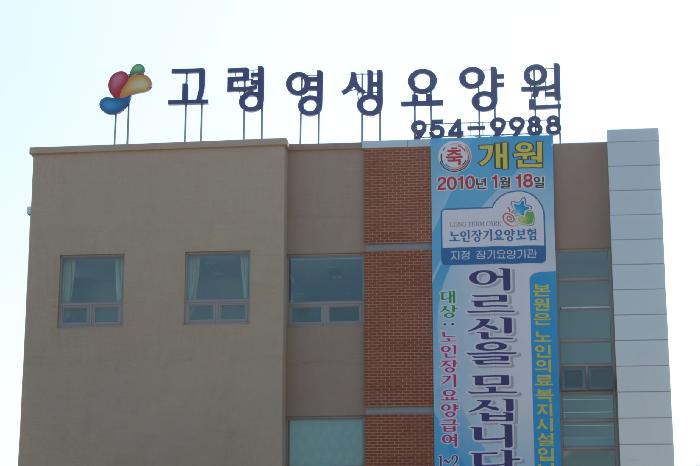 고령영생요양원
954-9988
축 개원
2010년 1월 18일
LONG TERM CARE
노인장기요양보험
지정 장기요양기관
대상:노인장기요양급여
1~2
어르신을 모십니다
본원은 노인의료복지시설입